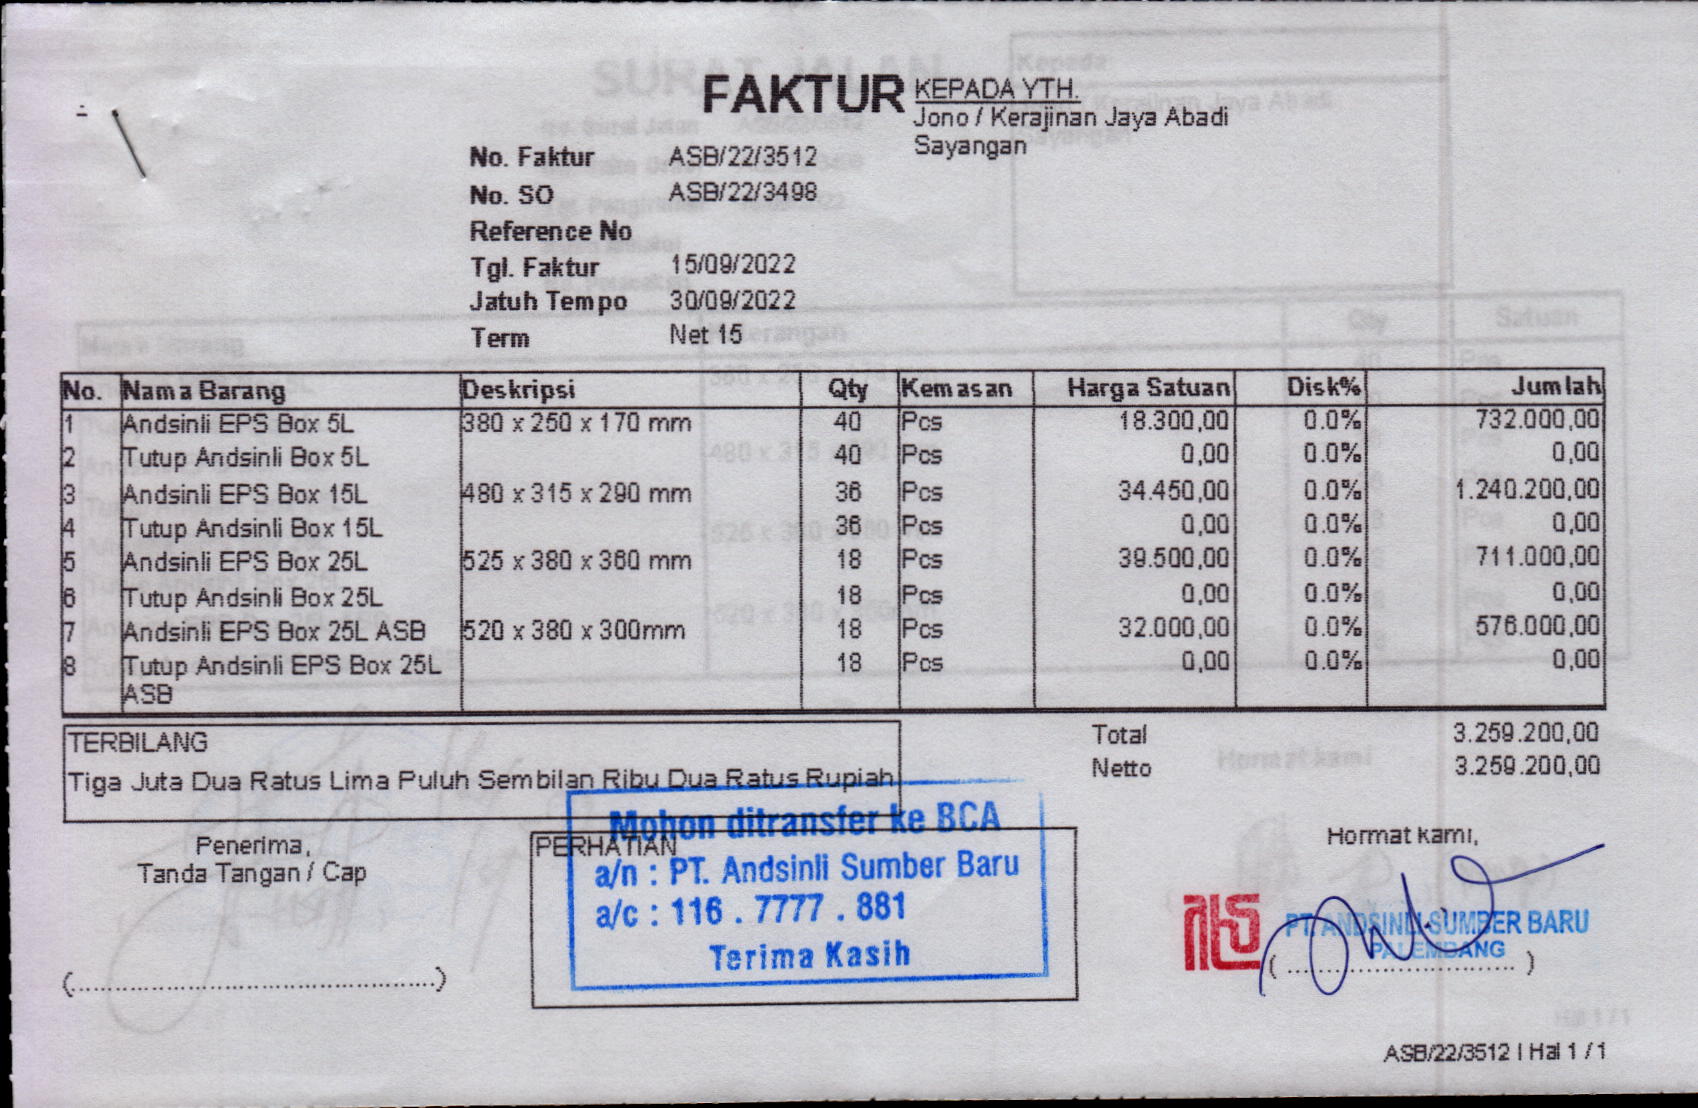 FAKTUR
KEPADA YTH.
Jono / Kerajinan Jaya Abadi
Sayangan
No. Faktur ASB/22/3512
No. SO ASB/22/3498
Reference No
Tgl. Faktur 15/09/2022
Jatuh Tempo 30/09/2022
Term Net 15
No. Nama Barang Deskripsi Qty Kemasan Harga Satuan Disk% Jumlah
1 Andsinli EPS Box 5L 380 x 250 x 170 mm 40 Pcs 18.300,00 0.0% 732.000,00
2 Tutup Andsinli Box 5L 40 Pcs 0,00 0.0% 0,00
3 Andsinli EPS Box 15L 480 x 315 x 290 mm 36 Pcs 34.450,00 0.0% 1.240.200,00
4 Tutup Andsinli Box 15L 36 Pcs 0,00 0.0% 0,00
5 Andsinli EPS Box 25L 525 x 380 x 360 mm 18 Pcs 39.500,00 0.0% 711.000,00
6 Tutup Andsinli Box 25L 18 Pcs 0,00 0.0% 0,00
7 Andsinli EPS Box 25L ASB 520 x 380 x 300mm 18 Pcs 32.000,00 0.0% 576.000,00
8 Tutup Andsinli EPS Box 25L 18 Pcs 0,00 0.0% 0,00
ASB
TERBILANG
Tiga Juta Dua Ratus Lima Puluh Sembilan Ribu Dua Ratus Rupiah
Total 3.259.200,00
Netto 3.259.200,00
Penerima,
Tanda Tangan / Cap
(..............................................)
PERHATIAN
Mohon ditransfer ke BCA
a/n : PT. Andsinli Sumber Baru
a/c : 116 . 7777 . 881
Terima Kasih
Hormat kami,
PT. ANDSINLI SUMBER BARU
PALEMBANG
( .............................. )
ASB/22/3512 | Hal 1 / 1